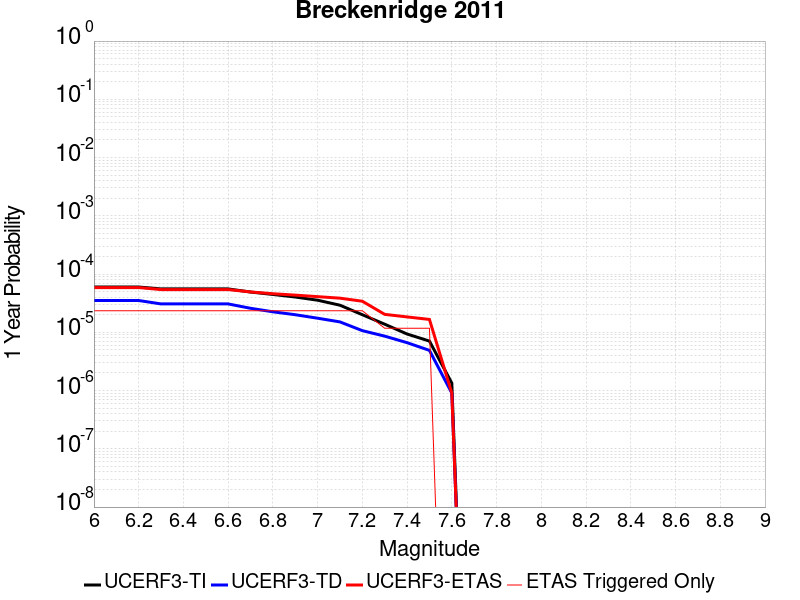 Breckenridge 2011
10^0
10^-1
10^-2
10^-3
10^-4
10^-5
10^-6
10^-7
10^-8
1 Year Probability
6 6.2 6.4 6.6 6.8 7 7.2 7.4 7.6 7.8 8 8.2 8.4 8.6 8.8 9
Magnitude
UCERF3-TI UCERF3-TD UCERF3-ETAS ETAS Triggered Only